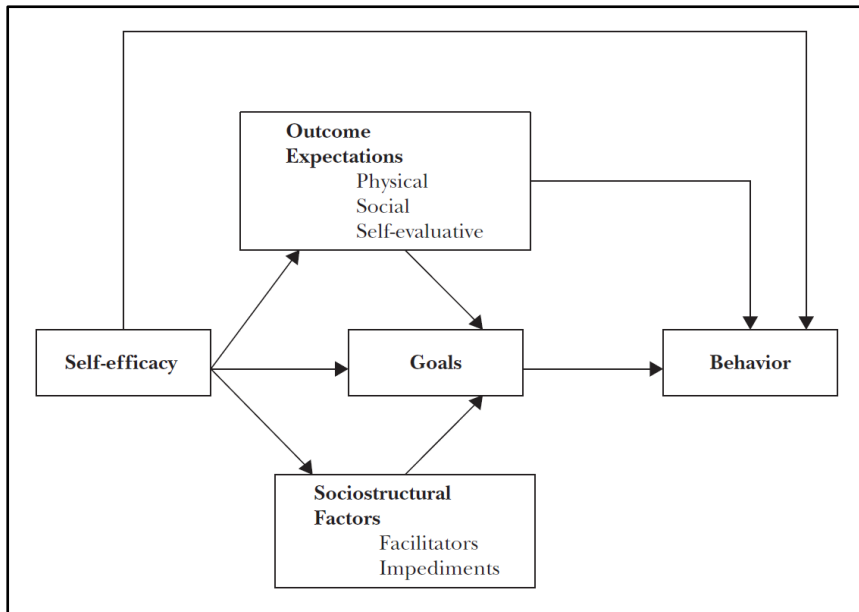 Outcome
Expectations
Physical
Social
Self-evaluative
Self-efficacy
Goals
Behavior
Sociostructural
Factors
Facilitators
Impediments